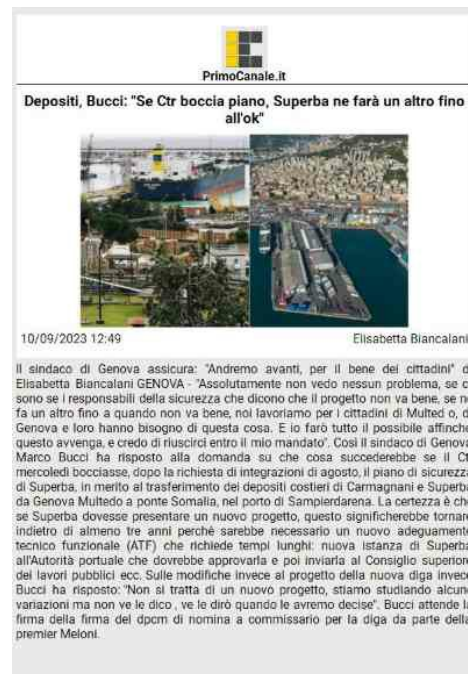 PrimoCanale.it
Depositi, Bucci: "Se Ctr boccia piano, Superba ne farà un altro fino
all'ok"
10/09/2023 12:49
Elisabetta Biancalani
Il sindaco di Genova assicura: "Andremo avanti, per il bene dei cittadini" d
Elisabetta Biancalani GENOVA - "Assolutamente non vedo nessun problema, se c
sono se i responsabili della sicurezza che dicono che il progetto non va bene, se ne
fa un altro fino a quando non va bene, noi lavoriamo per i cittadini di Multed o, d
Genova e loro hanno bisogno di questa cosa. E io farò tutto il possibile affinche
questo avvenga, e credo di riuscirci entro il mio mandato". Così il sindaco di Genova
Marco Bucci ha risposto alla domanda su che cosa succederebbe se il Ct
mercoledì bocciasse, dopo la richiesta di integrazioni di agosto, il piano di sicurezza
di Superba, in merito al trasferimento dei depositi costieri di Carmagnani e Superba
da Genova Multedo a ponte Somalia, nel porto di Sampierdarena. La certezza è che
se Superba dovesse presentare un nuovo progetto, questo significherebbe tornare
indietro di almeno tre anni perchè sarebbe necessario un nuovo adeguamento
tecnico funzionale (ATF) che richiede tempi lunghi: nuova istanza di Superba
all'Autorità portuale che dovrebbe approvarla e poi inviarla al Consiglio superiore
dei lavori pubblici ecc. Sulle modifiche invece al progetto della nuova diga invece
Bucci ha risposto: "Non si tratta di un nuovo progetto, stiamo studiando alcune
variazioni ma non ve le dico , ve le dirò quando le avremo decise". Bucci attende la
firma della firma del dpcm di nomina a commissario per la diga da parte della
premier Meloni.